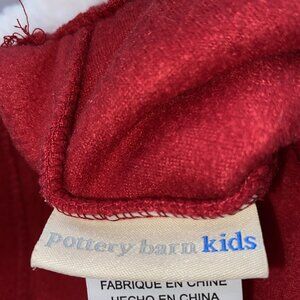 pottery barn kids
FABRIQUE EN CHINE
HECHO EN CHINA